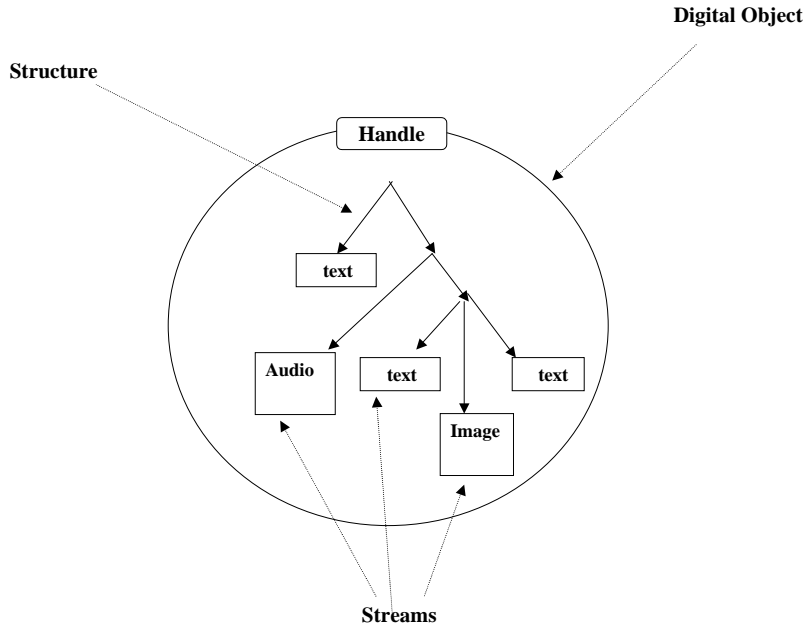 Digital Object
Structure
Handle
text
Audio
text
text
Image
Streams